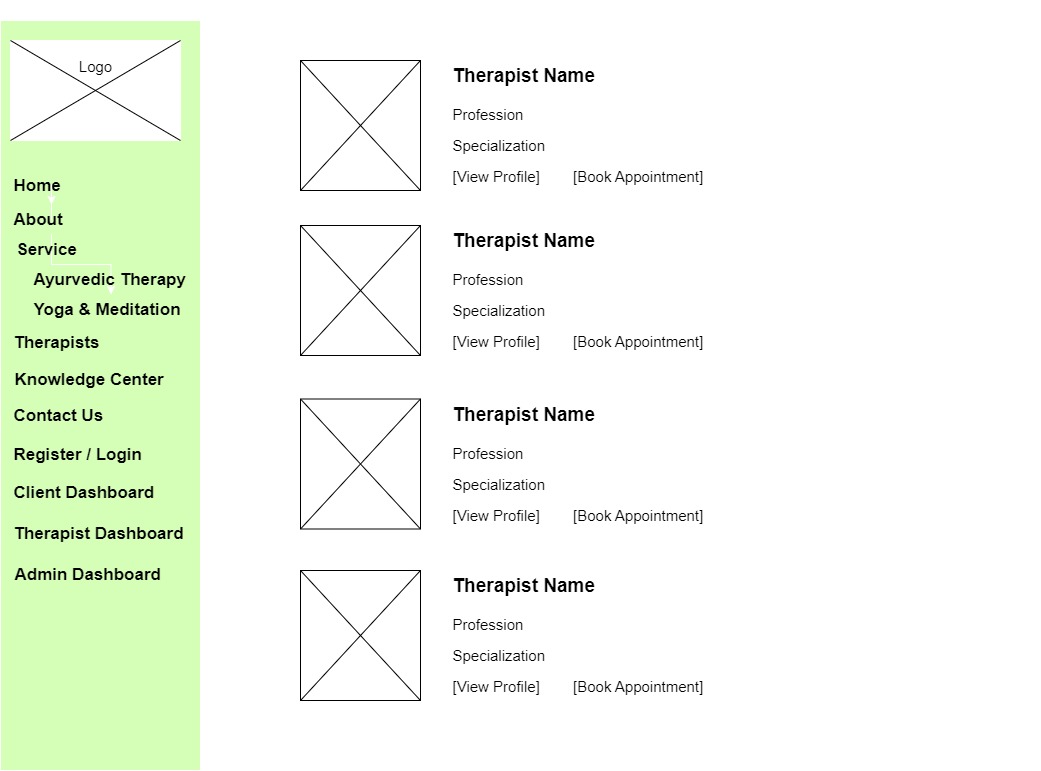 Logo
Home
About
Service
Ayurvedic Therapy
Yoga & Meditation
Therapists
Knowledge Center
Contact Us
Register / Login
Client Dashboard
Therapist Dashboard
Admin Dashboard
Therapist Name
Profession
Specialization
[View Profile] [Book Appointment]
Therapist Name
Profession
Specialization
[View Profile] [Book Appointment]
Therapist Name
Profession
Specialization
[View Profile] [Book Appointment]
Therapist Name
Profession
Specialization
[View Profile] [Book Appointment]